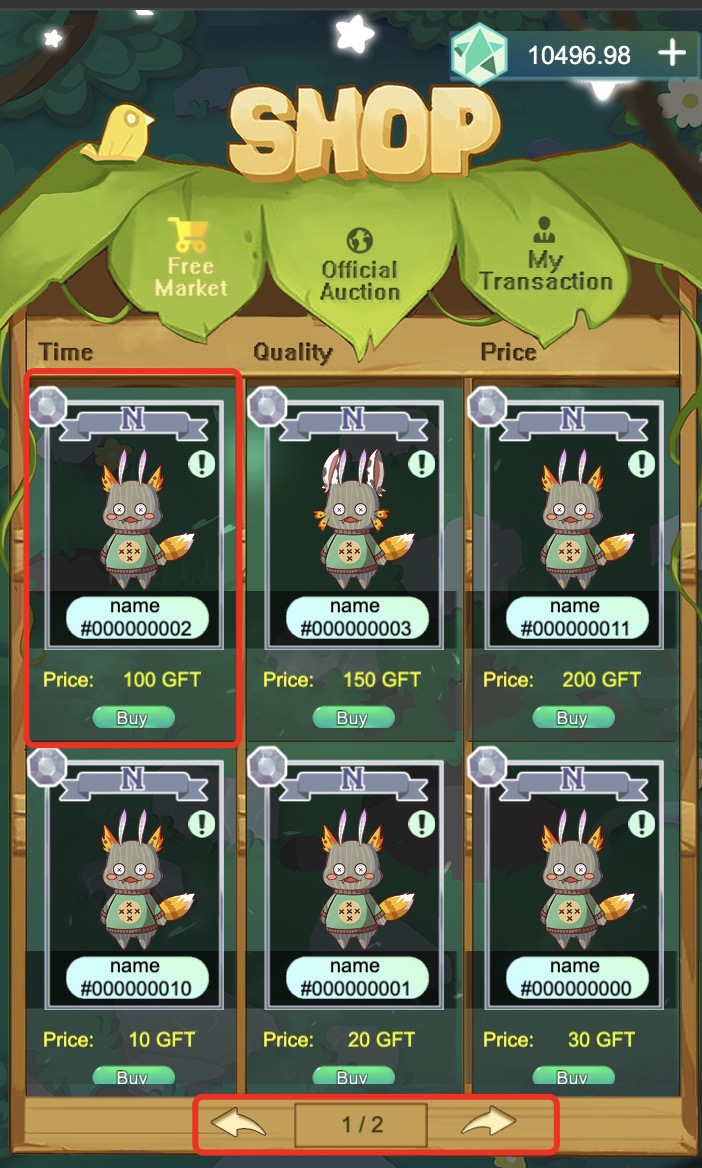 10496.98 +
SHOP
Free
Market
Official
Auction
My
Transaction
Time Quality Price
N N N
! ! !
name name name
#000000002 #000000003 #000000011
Price: 100 GFT Price: 150 GFT Price: 200 GFT
Buy Buy Buy
N N N
! ! !
name name name
#000000010 #000000001 #000000000
Price: 10 GFT Price: 20 GFT Price: 30 GFT
Buy Buy Buy
1 / 2